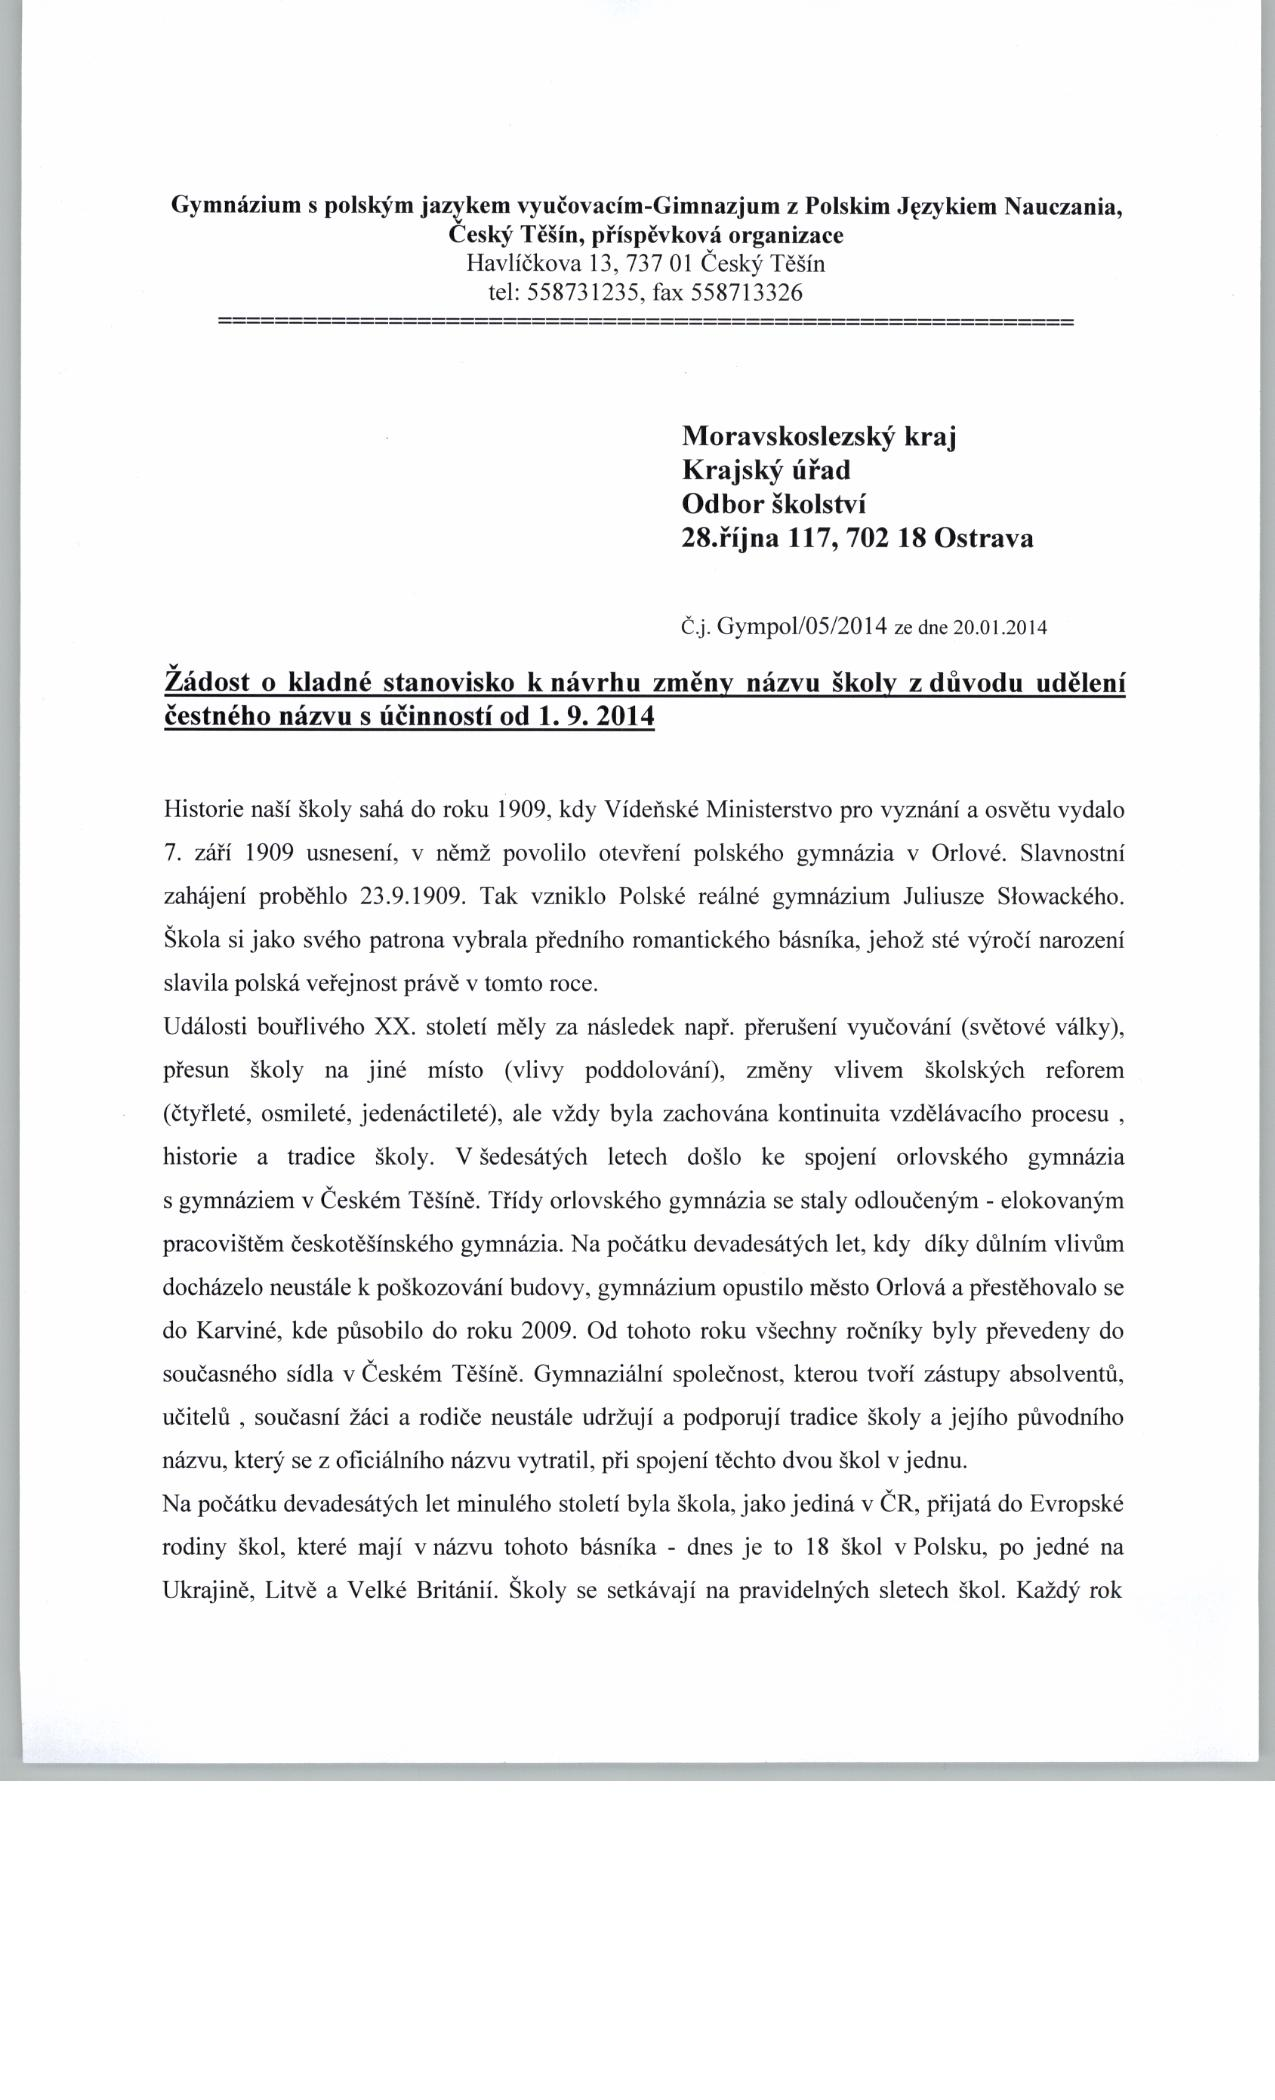 Gymnázium s polským jazykem vyučovacím-Gimnazjum z Polskim Językiem Nauczania,
Český Těšín, příspěvková organizace
Havlíčkova 13, 737 01 Český Těšín
tel: 558731235, fax 558713326
=============================================================
Moravskoslezský kraj
Krajský úřad
Odbor školství
28.října 117, 702 18 Ostrava
Č.j. Gympol/05/2014 ze dne 20.01.2014
Žádost o kladné stanovisko k návrhu změny názvu školy z důvodu udělení
čestného názvu s účinností od 1. 9. 2014
Historie naší školy sahá do roku 1909, kdy Vídeňské Ministerstvo pro vyznání a osvětu vydalo
7. září 1909 usnesení, v němž povolilo otevření polského gymnázia v Orlové. Slavnostní
zahájení proběhlo 23.9.1909. Tak vzniklo Polské reálné gymnázium Juliusze Słowackého.
Škola si jako svého patrona vybrala předního romantického básníka, jehož sté výročí narození
slavila polská veřejnost právě v tomto roce.
Události bouřlivého XX. století měly za následek např. přerušení vyučování (světové války),
přesun školy na jiné místo (vlivy poddolování), změny vlivem školských reforem
(čtyřleté, osmileté, jedenáctileté), ale vždy byla zachována kontinuita vzdělávacího procesu ,
historie a tradice školy. V šedesátých letech došlo ke spojení orlovského gymnázia
s gymnáziem v Českém Těšíně. Třídy orlovského gymnázia se staly odloučeným - elokovaným
pracovištěm českotěšínského gymnázia. Na počátku devadesátých let, kdy  díky důlním vlivům
docházelo neustále k poškozování budovy, gymnázium opustilo město Orlová a přestěhovalo se
do Karviné, kde působilo do roku 2009. Od tohoto roku všechny ročníky byly převedeny do
současného sídla v Českém Těšíně. Gymnaziální společnost, kterou tvoří zástupy absolventů,
učitelů , současní žáci a rodiče neustále udržují a podporují tradice školy a jejího původního
názvu, který se z oficiálního názvu vytratil, při spojení těchto dvou škol v jednu.
Na počátku devadesátých let minulého století byla škola, jako jediná v ČR, přijatá do Evropské
rodiny škol, které mají v názvu tohoto básníka - dnes je to 18 škol v Polsku, po jedné na
Ukrajině, Litvě a Velké Británií. Školy se setkávají na pravidelných sletech škol. Každý rok